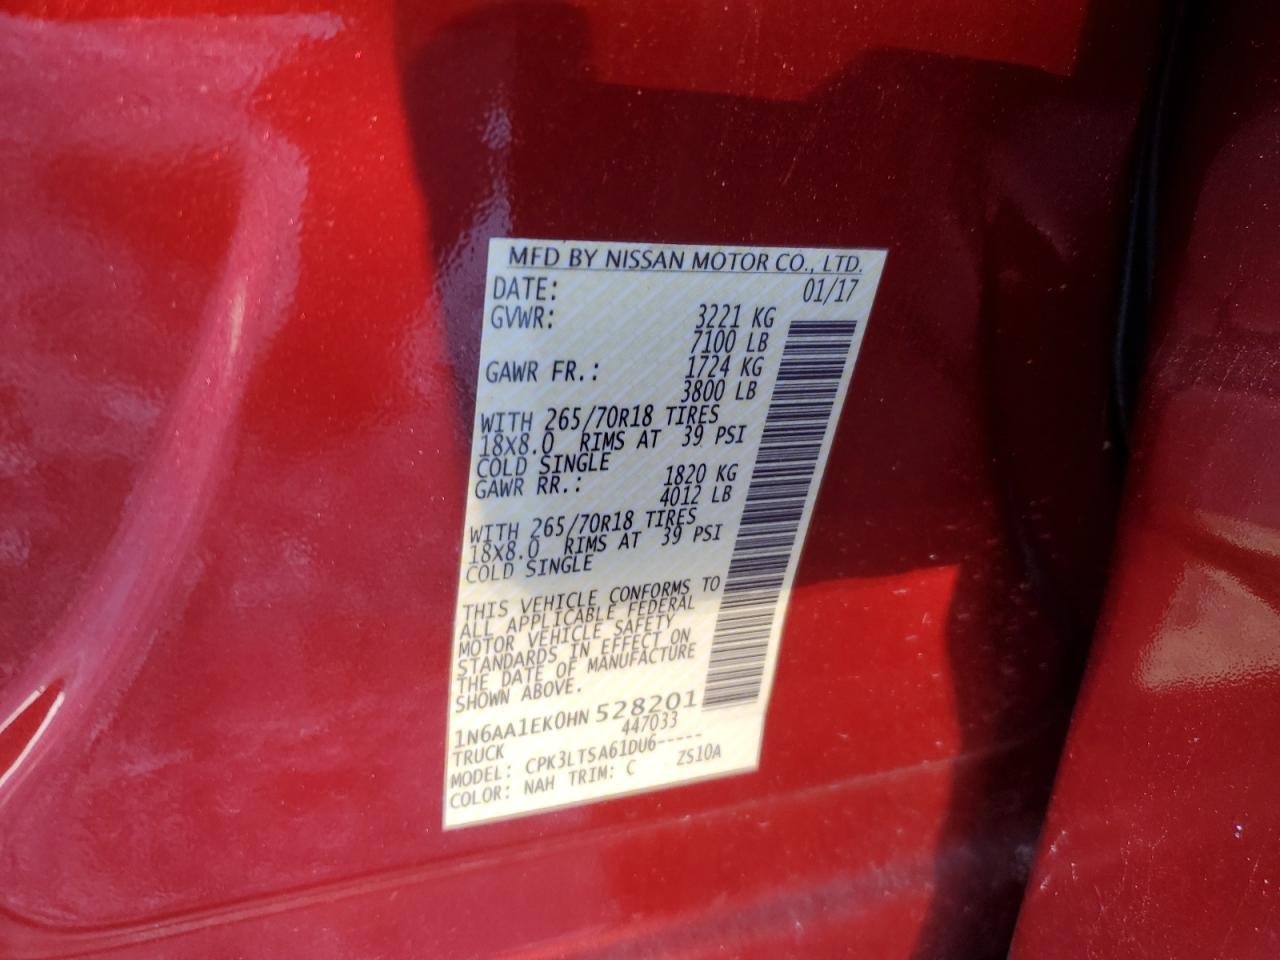 MFD BY NISSAN MOTOR CO., LTD.
DATE: 01/17
GVWR: 3221 KG
7100 LB
GAWR FR.: 1724 KG
3800 LB
WITH 265/70R18 TIRES
18X8.0 RIMS AT 39 PSI
COLD SINGLE
GAWR RR.: 1820 KG
4012 LB
WITH 265/70R18 TIRES
18X8.0 RIMS AT 39 PSI
COLD SINGLE
THIS VEHICLE CONFORMS TO
ALL APPLICABLE FEDERAL
MOTOR VEHICLE SAFETY
STANDARDS IN EFFECT ON
THE DATE OF MANUFACTURE
SHOWN ABOVE.
1N6AA1EK0HN 528201
TRUCK 447033
MODEL: CPK3LTSA61DU6-----
COLOR: NAH TRIM: C ZS10A